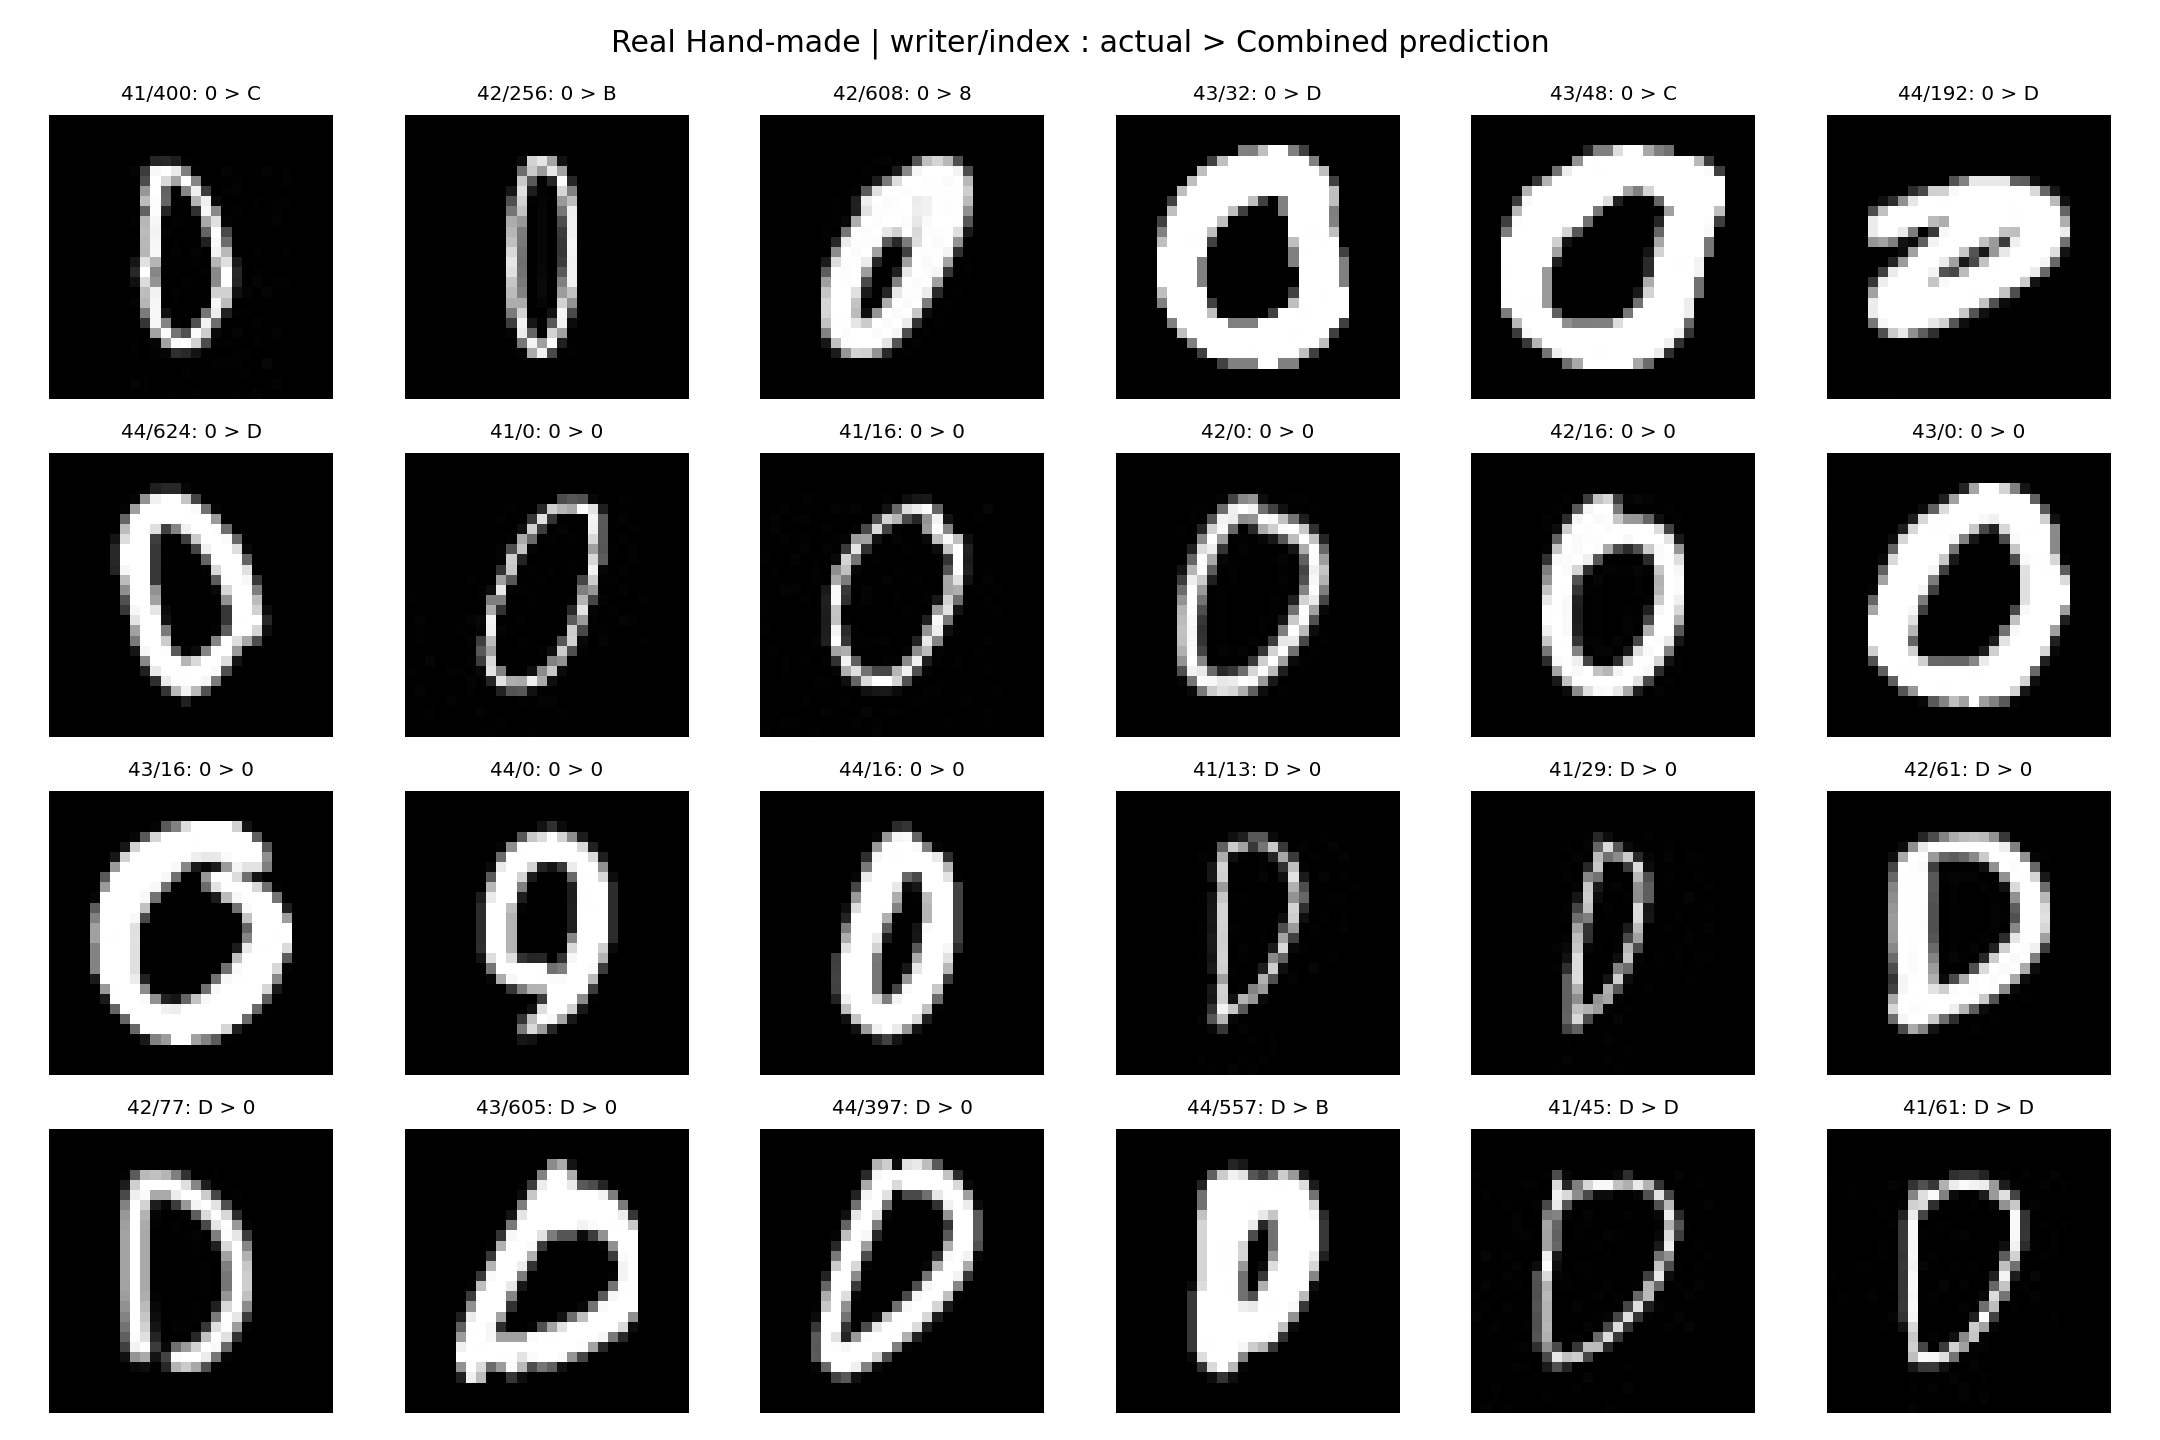 Real Hand-made | writer/index : actual > Combined prediction
41/400: 0 > C
42/256: 0 > B
42/608: 0 > 8
43/32: 0 > D
43/48: 0 > C
44/192: 0 > D
44/624: 0 > D
41/0: 0 > 0
41/16: 0 > 0
42/0: 0 > 0
42/16: 0 > 0
43/0: 0 > 0
43/16: 0 > 0
44/0: 0 > 0
44/16: 0 > 0
41/13: D > 0
41/29: D > 0
42/61: D > 0
42/77: D > 0
43/605: D > 0
44/397: D > 0
44/557: D > B
41/45: D > D
41/61: D > D